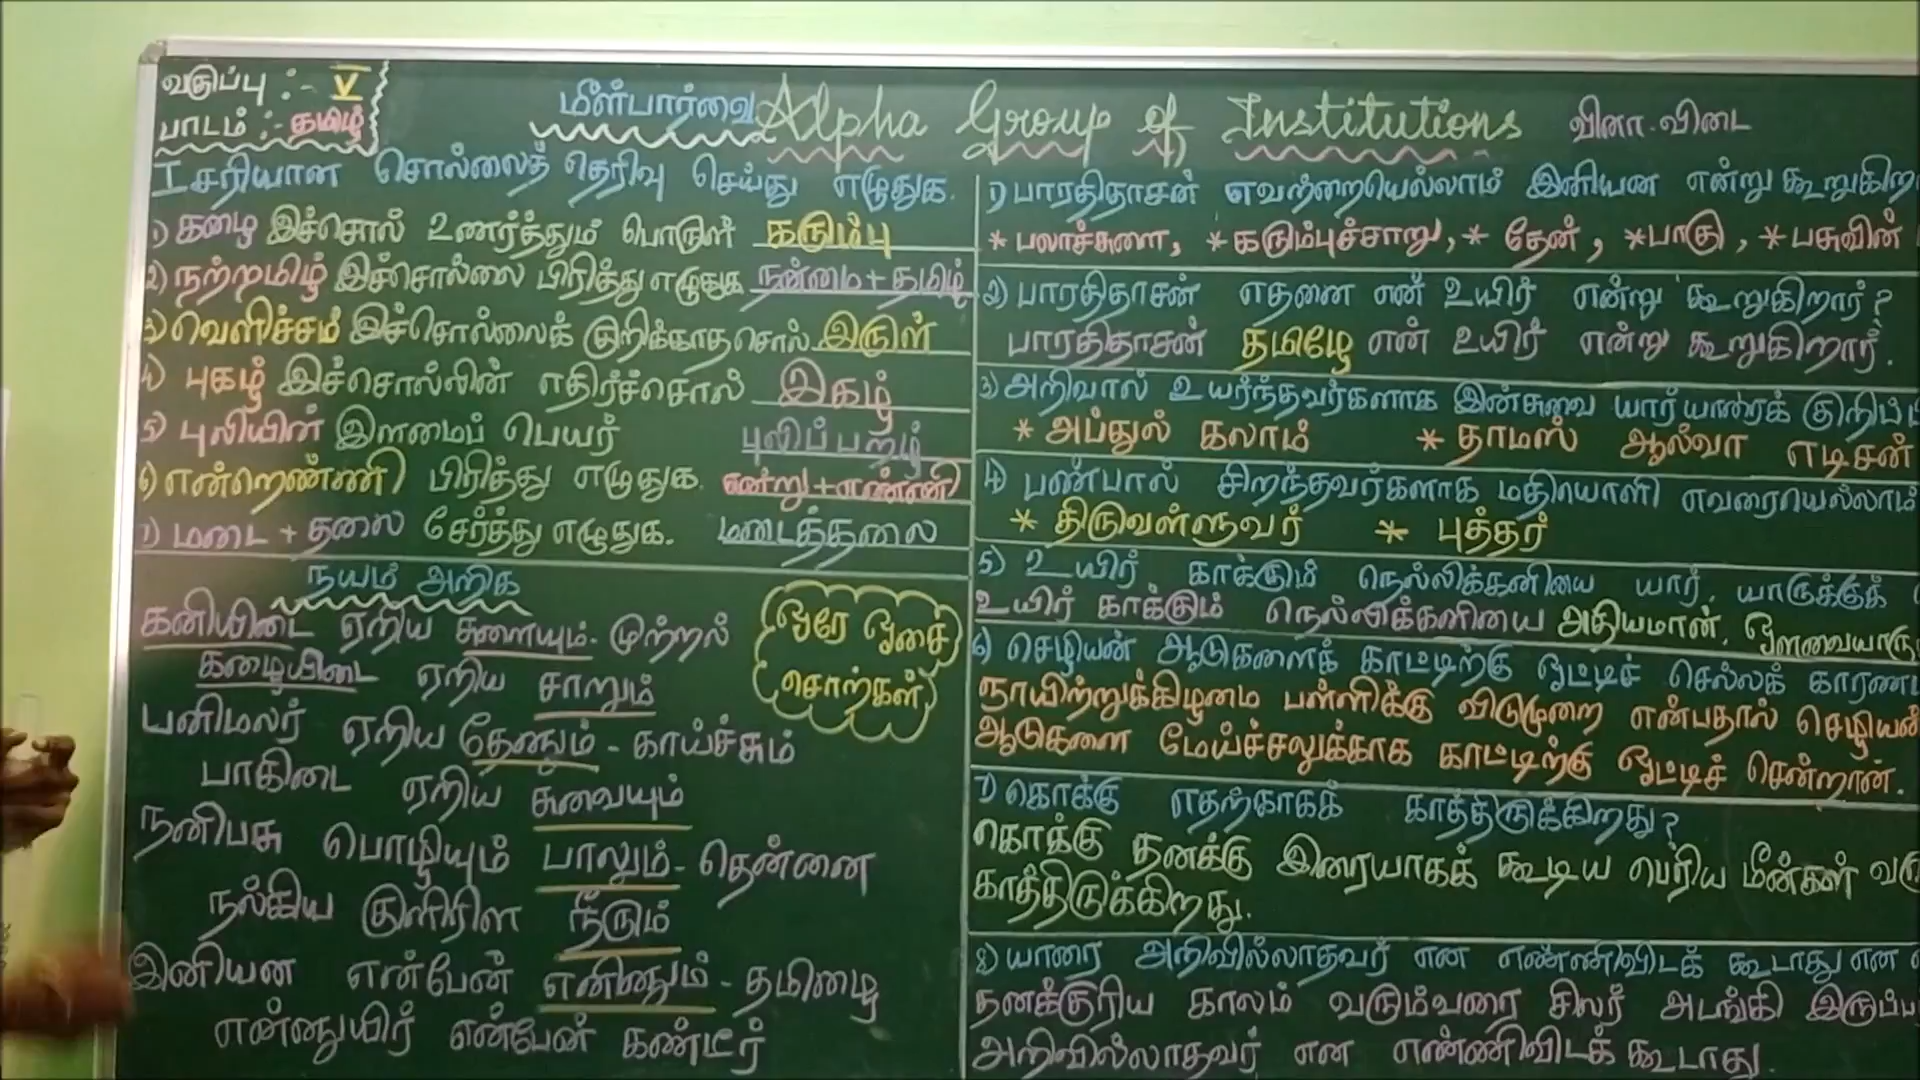 வகுப்பு :- V
பாடம் :- தமிழ்
மீள்பார்வை Alpha Group of Institutions வினா-விடை
I சரியான சொல்லைத் தெரிவு செய்து எழுதுக.
1) கழை இச்சொல் உணர்த்தும் பொருள் கரும்பு
2) நற்றமிழ் இச்சொல்லை பிரித்து எழுதுக நன்மை + தமிழ்
3) வெளிச்சம் இச்சொல்லைக் குறிக்காத சொல் இருள்
4) புகழ் இச்சொல்லின் எதிர்ச்சொல் இகழ்
5) புலியின் இளமைப் பெயர் புலிப்பறழ்
6) என்றெண்ணி பிரித்து எழுதுக. என்று + எண்ணி
7) மடை + தலை சேர்த்து எழுதுக. மடைத்தலை
நயம் அறிக
ஒரே ஓசை
சொற்கள்
கனியிடை ஏறிய சுளையும் - முற்றல்
கழையிடை ஏறிய சாறும்
பனிமலர் ஏறிய தேனும் - காய்ச்சும்
பாகிடை ஏறிய சுவையும்
நனிபசு பொழியும் பாலும் - தென்னை
நல்கிய குளிரிள நீரும்
இனியன என்பேன் எனினும் - தமிழை
என்னுயிர் என்பேன் கண்டீர்
1) பாரதிதாசன் எவற்றையெல்லாம் இனியன என்று கூறுகிற
* பலாச்சுளை, * கரும்புச்சாறு, * தேன், * பாகு, * பசுவின்
2) பாரதிதாசன் எதனை என் உயிர் என்று கூறுகிறார்?
பாரதிதாசன் தமிழே என் உயிர் என்று கூறுகிறார்.
3) அறிவால் உயர்ந்தவர்களாக இன்சுவை யார் யாரைக் குறிப்பி
* அப்துல் கலாம் * தாமஸ் ஆல்வா எடிசன்
4) பண்பால் சிறந்தவர்களாக மதியொளி எவரையெல்லாம்
* திருவள்ளுவர் * புத்தர்
5) உயிர் காக்கும் நெல்லிக்கனியை யார், யாருக்குக்
உயிர் காக்கும் நெல்லிக்கனியை அதியமான், ஔவையாரு
6) செழியன் ஆடுகளைக் காட்டிற்கு ஓட்டிச் செல்லக் காரண
ஞாயிற்றுக்கிழமை பள்ளிக்கு விடுமுறை என்பதால் செழியன்
ஆடுகளை மேய்ச்சலுக்காக காட்டிற்கு ஓட்டிச் சென்றான்.
7) கொக்கு எதற்காகக் காத்திருக்கிறது?
கொக்கு தனக்கு இரையாகக் கூடிய பெரிய மீன்கள் வரு
காத்திருக்கிறது.
8) யாரை அறிவில்லாதவர் என எண்ணிவிடக் கூடாது என
தனக்குரிய காலம் வரும்வரை சிலர் அடங்கி இருப்ப
அறிவில்லாதவர் என எண்ணிவிடக் கூடாது.